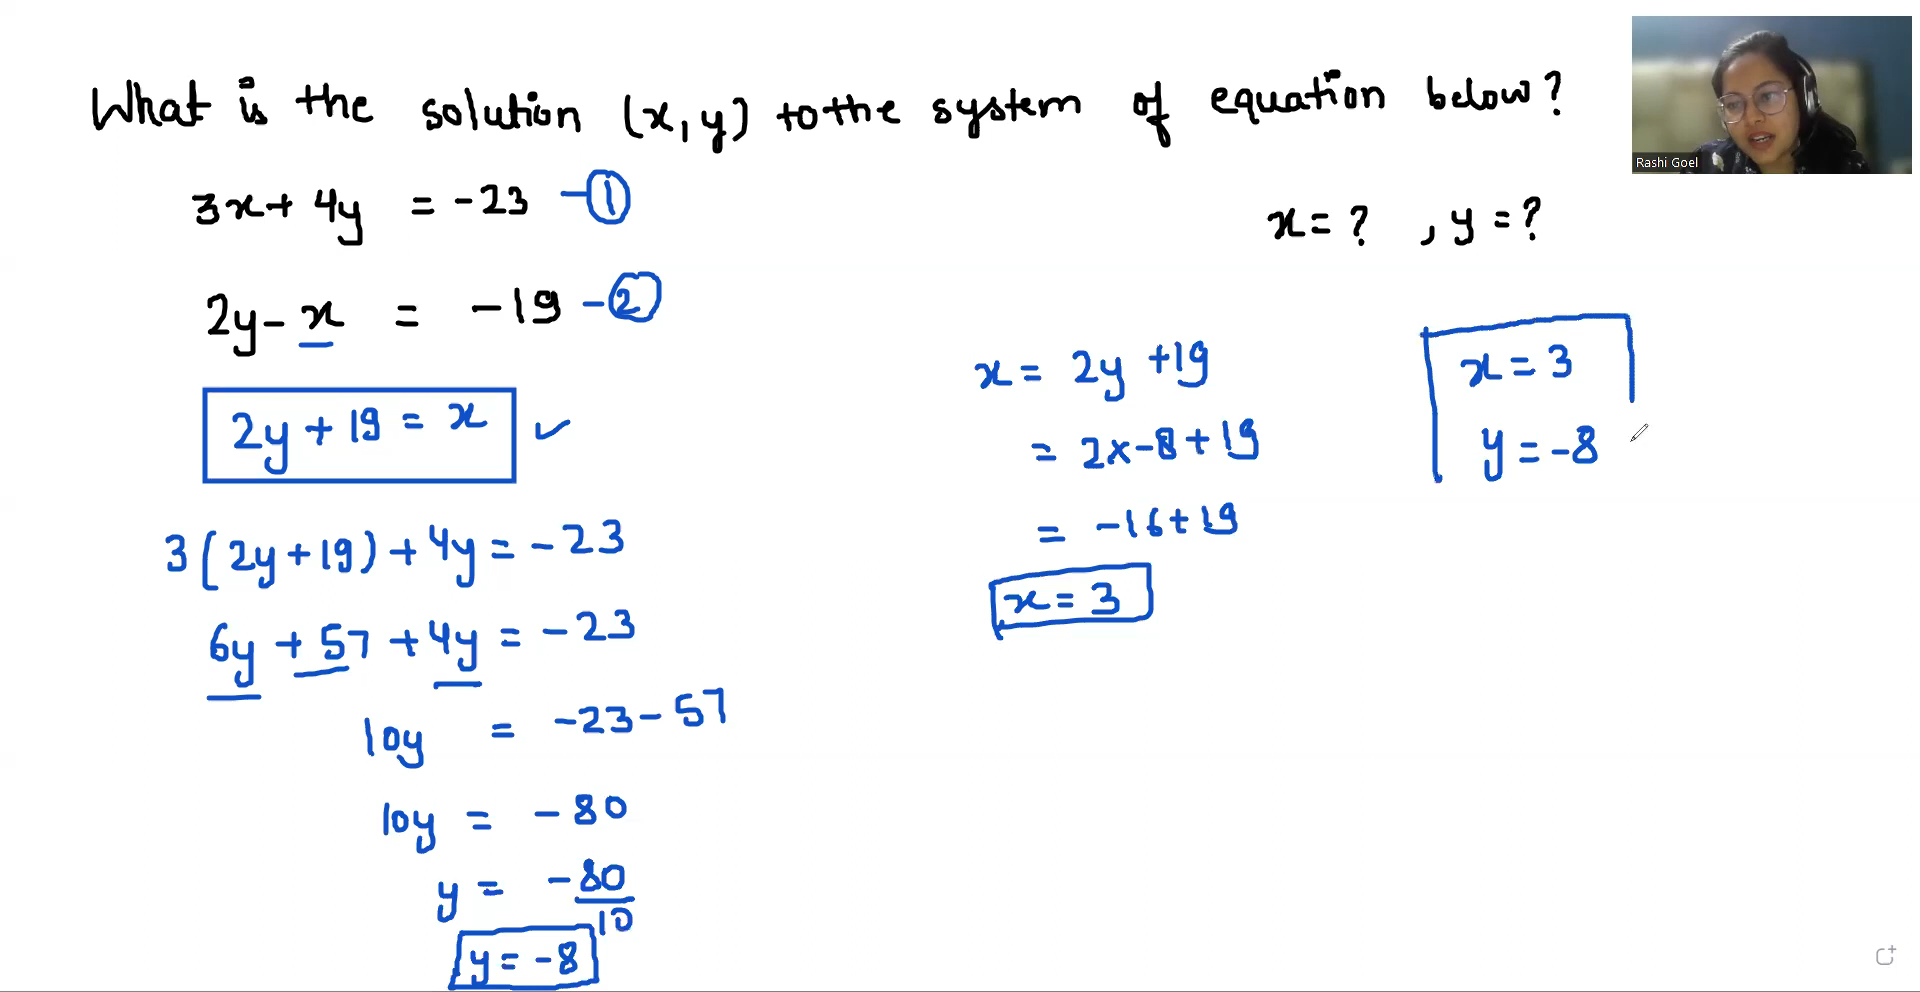 What is the solution (x, y) to the system of equation below?
Rashi Goel
3x + 4y = -23 -①
x = ? , y = ?
2y - x = -19 -②
2y + 19 = x ✓
3(2y + 19) + 4y = -23
6y + 57 + 4y = -23
10y = -23 - 57
10y = -80
y = -80/10
y = -8
x = 2y + 19
= 2x-8 + 19
= -16 + 19
x = 3
x = 3
y = -8